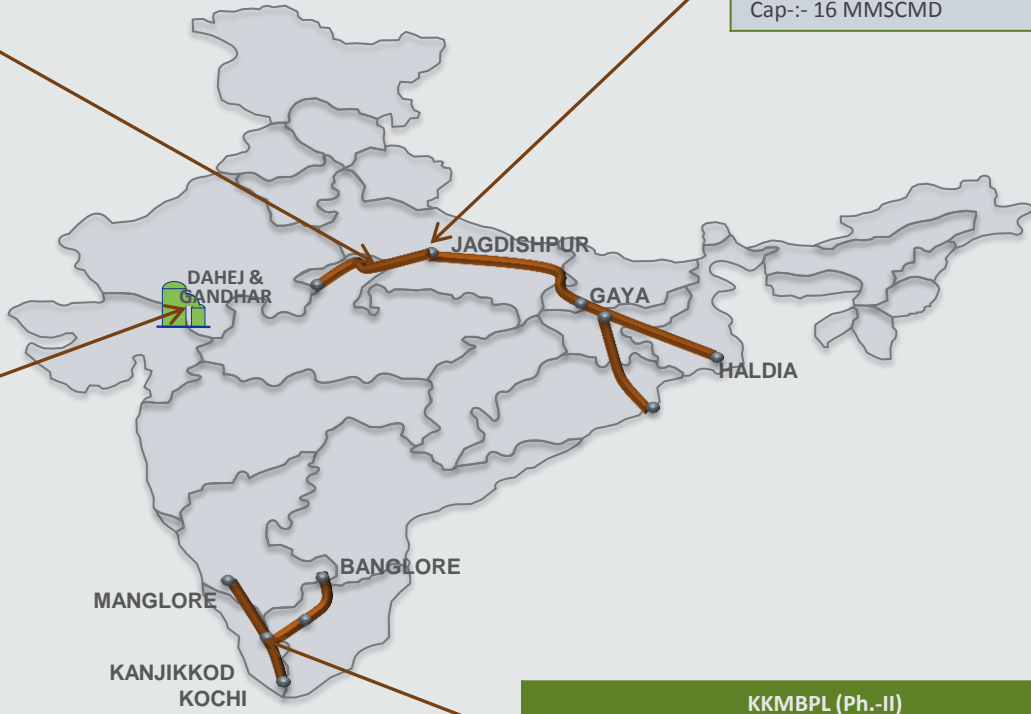 Cap-:- 16 MMSCMD
JAGDISHPUR
DAHEJ &
GANDHAR
GAYA
HALDIA
BANGLORE
MANGLORE
KANJIKKOD
KOCHI
KKMBPL (Ph.-II)